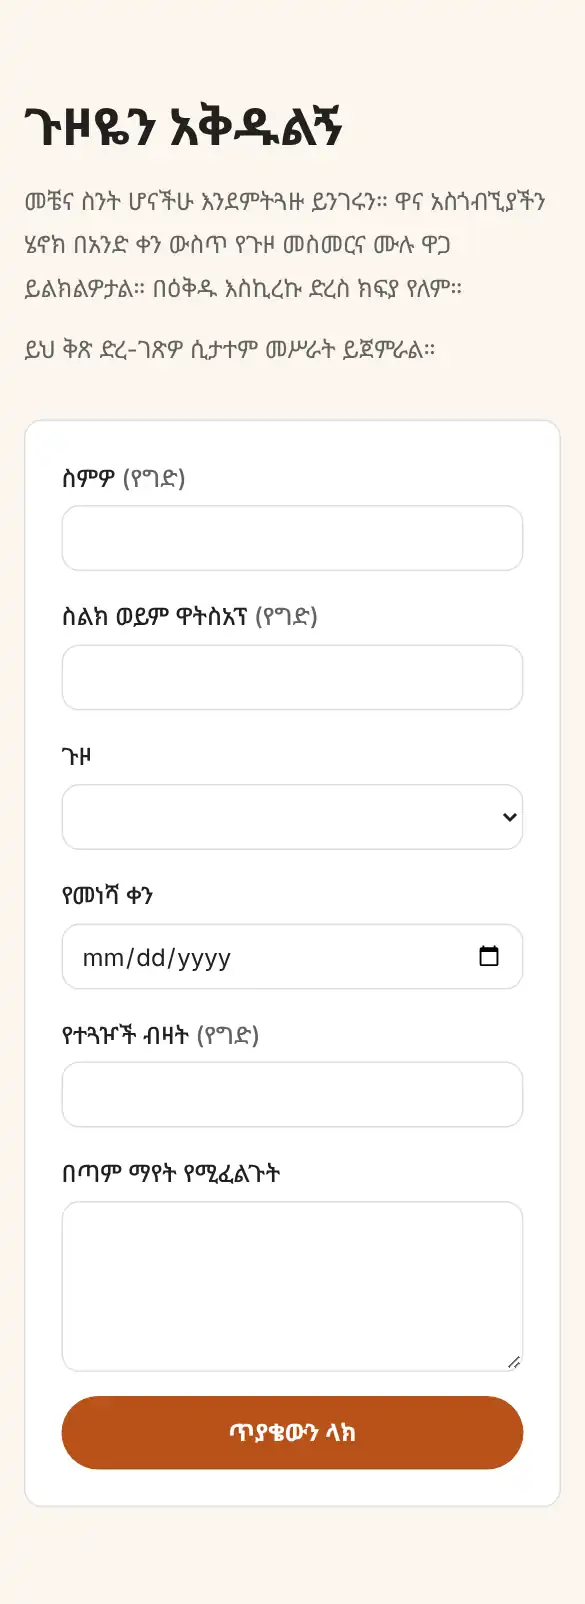 ጉዞዬን አቅዱልኝ
መቼና ስንት ሆናችሁ እንደምትጓዙ ይንገሩን። ዋና አስጎብኚያችን
ሄኖክ በአንድ ቀን ውስጥ የጉዞ መስመርና ሙሉ ዋጋ
ይልክልዎታል። በዕቅዱ እስኪረኩ ድረስ ክፍያ የለም።
ይህ ቅጽ ድረ-ገጽዎ ሲታተም መሥራት ይጀምራል።
ስምዎ (የግድ)
ስልክ ወይም ዋትስአፕ (የግድ)
ጉዞ
የመነሻ ቀን
mm/dd/yyyy
የተጓዦች ብዛት (የግድ)
በጣም ማየት የሚፈልጉት
ጥያቄውን ላክ